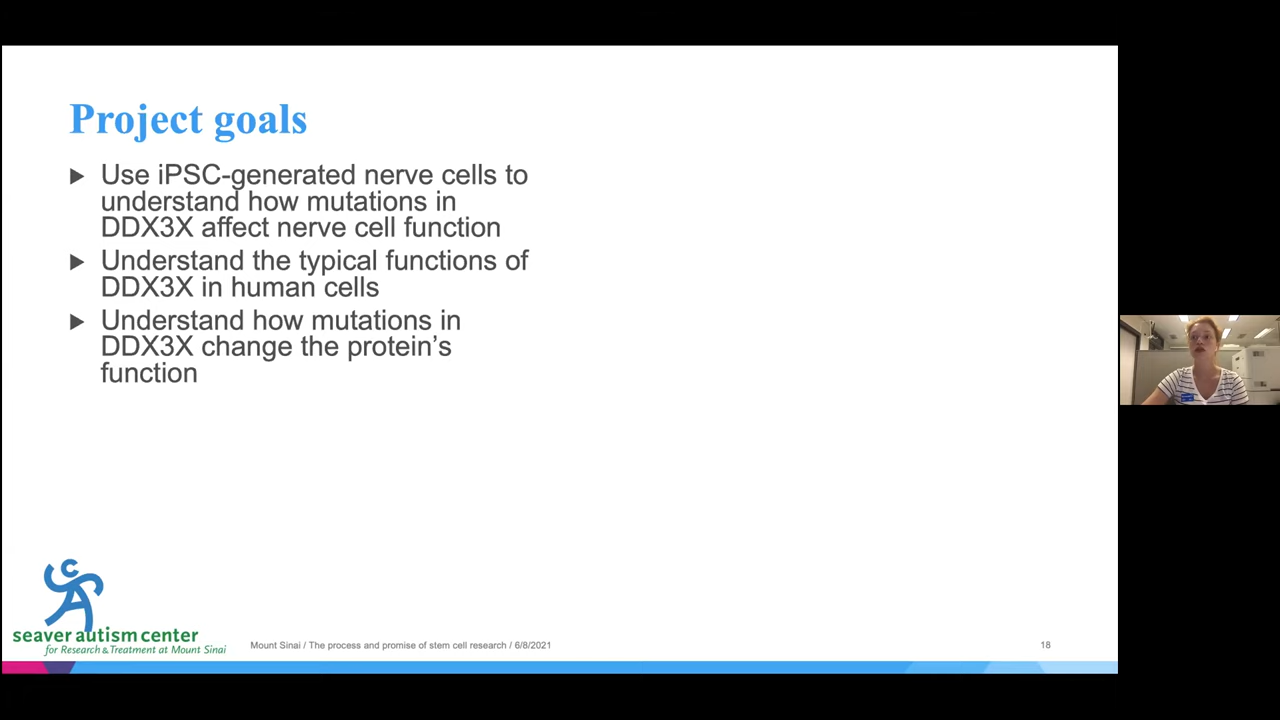 Project goals
Use iPSC-generated nerve cells to
understand how mutations in
DDX3X affect nerve cell function
Understand the typical functions of
DDX3X in human cells
Understand how mutations in
DDX3X change the protein's
function
seaver autism center
for Research & Treatment at Mount Sinai
Mount Sinai / The process and promise of stem cell research / 6/8/2021
18